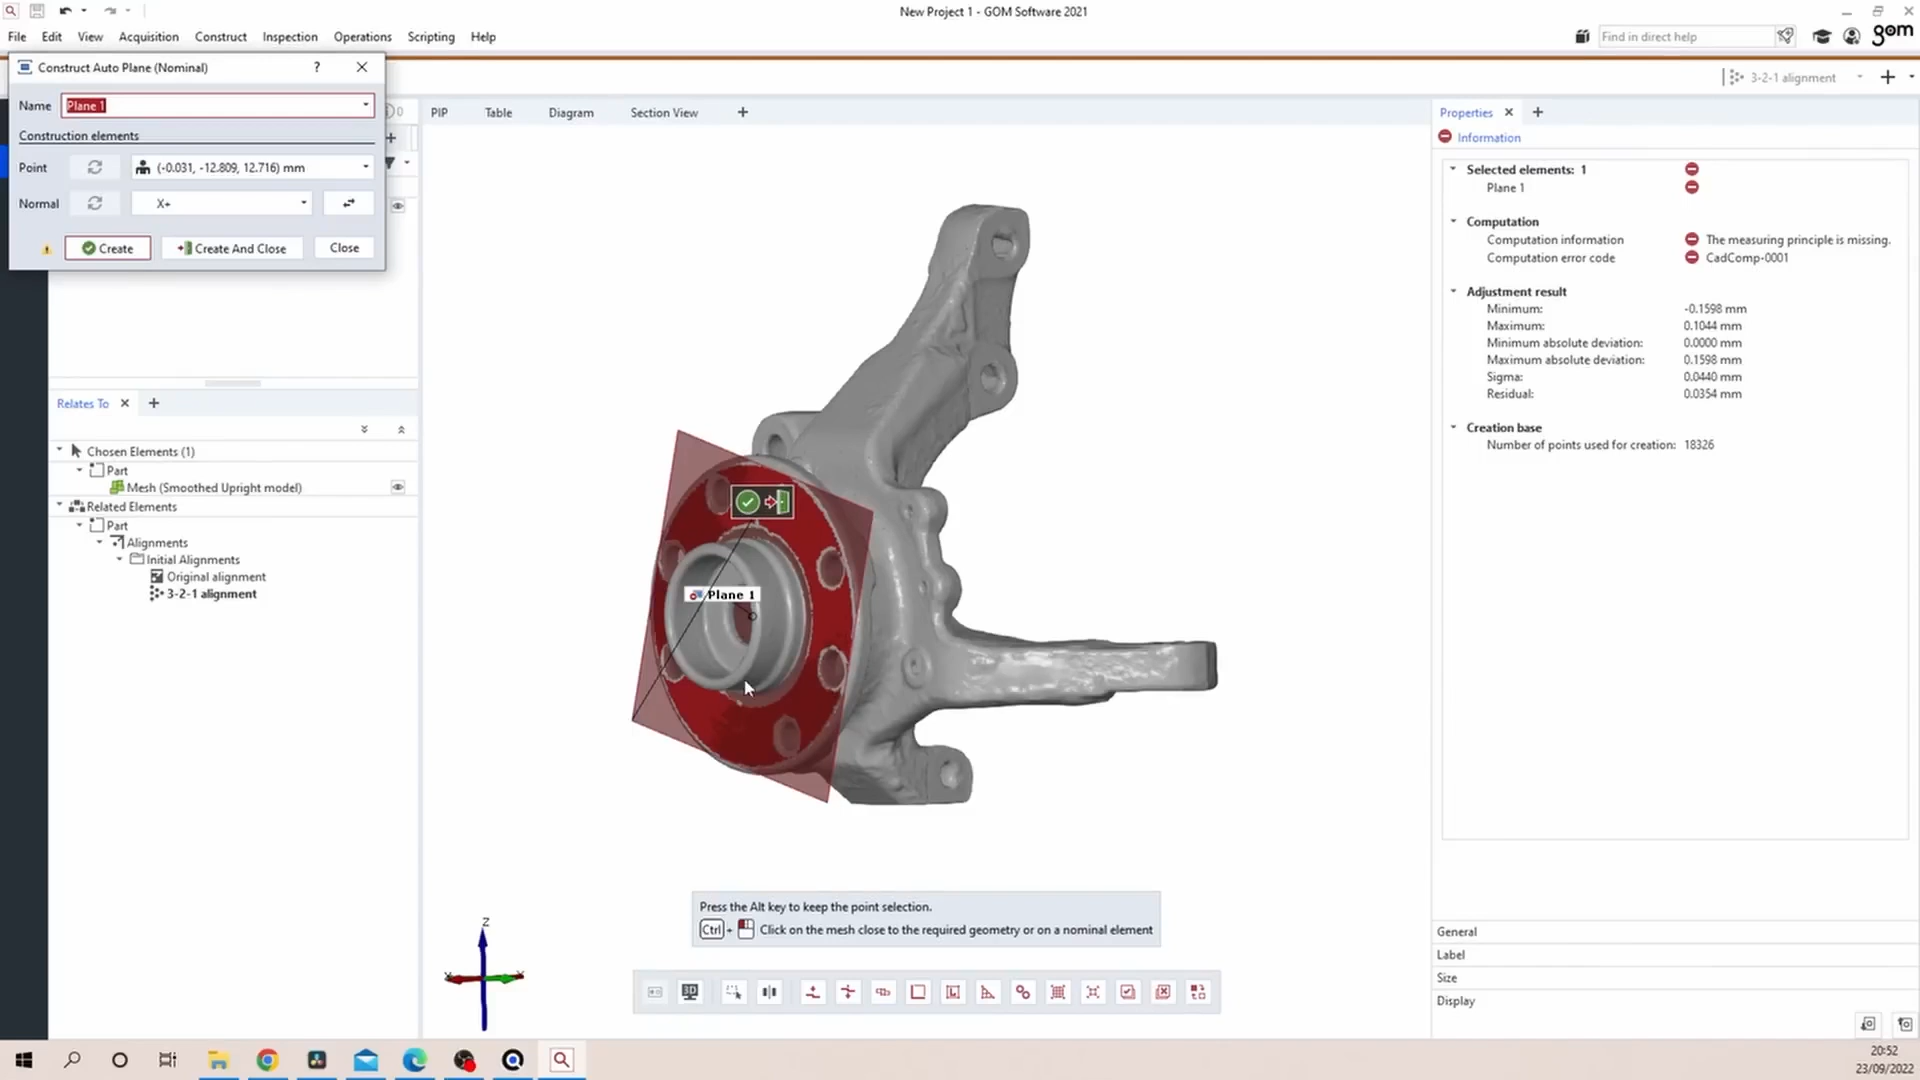 New Project 1 - GOM Software 2021
File Edit View Acquisition Construct Inspection Operations Scripting Help
Find in direct help
gom
Construct Auto Plane (Nominal) ?
3-2-1 alignment
Name Plane 1
Construction elements
Point (-0.031, -12.809, 12.716) mm
Normal X+
Create Create And Close Close
0
PIP Table Diagram Section View
Properties
Information
Selected elements: 1
Plane 1
Computation
Computation information The measuring principle is missing.
Computation error code CadComp-0001
Adjustment result
Minimum: -0.1598 mm
Maximum: 0.1044 mm
Minimum absolute deviation: 0.0000 mm
Maximum absolute deviation: 0.1598 mm
Sigma: 0.0440 mm
Residual: 0.0354 mm
Creation base
Number of points used for creation: 18326
Relates To
Chosen Elements (1)
Part
Mesh (Smoothed Upright model)
Related Elements
Part
Alignments
Initial Alignments
Original alignment
3-2-1 alignment
Plane 1
Press the Alt key to keep the point selection.
Ctrl + Click on the mesh close to the required geometry or on a nominal element
Z
3D
General
Label
Size
Display
20:52
23/09/2022